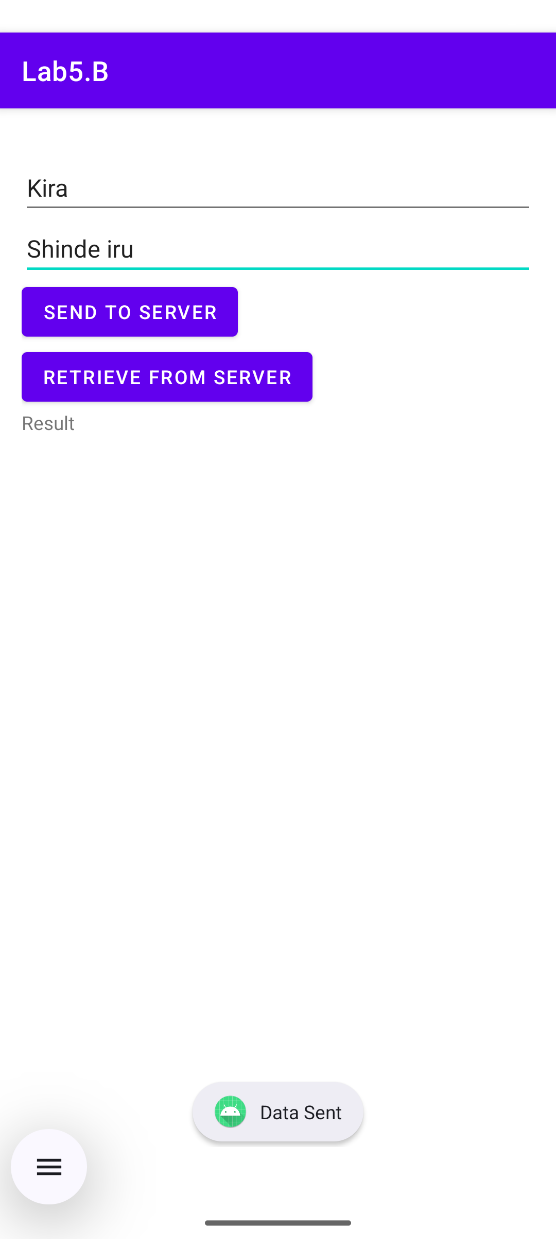 Lab5.B
Kira
Shinde iru
SEND TO SERVER
RETRIEVE FROM SERVER
Result
Data Sent